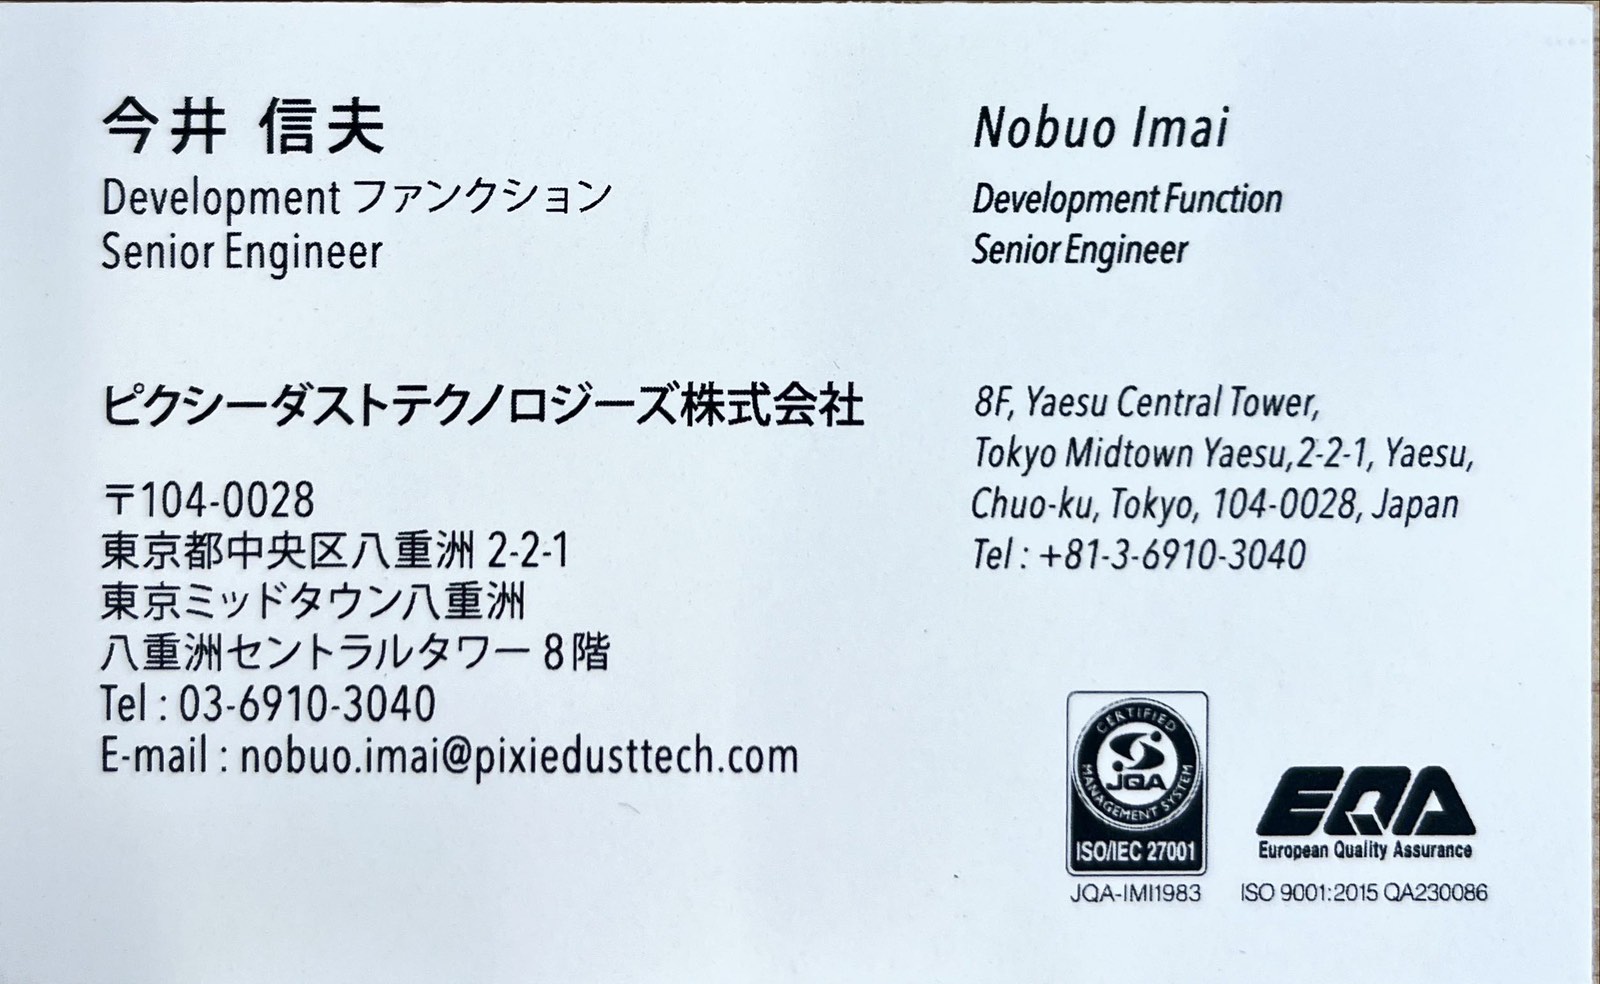 今井 信夫
Development ファンクション
Senior Engineer
ピクシーダストテクノロジーズ株式会社
〒104-0028
東京都中央区八重洲 2-2-1
東京ミッドタウン八重洲
八重洲セントラルタワー 8階
Tel : 03-6910-3040
E-mail : nobuo.imai@pixiedusttech.com
Nobuo Imai
Development Function
Senior Engineer
8F, Yaesu Central Tower,
Tokyo Midtown Yaesu,2-2-1, Yaesu,
Chuo-ku, Tokyo, 104-0028, Japan
Tel : +81-3-6910-3040
CERTIFIED
JQA
MANAGEMENT SYSTEM
ISO/IEC 27001
JQA-IMI1983
EQA
European Quality Assurance
ISO 9001:2015 QA230086